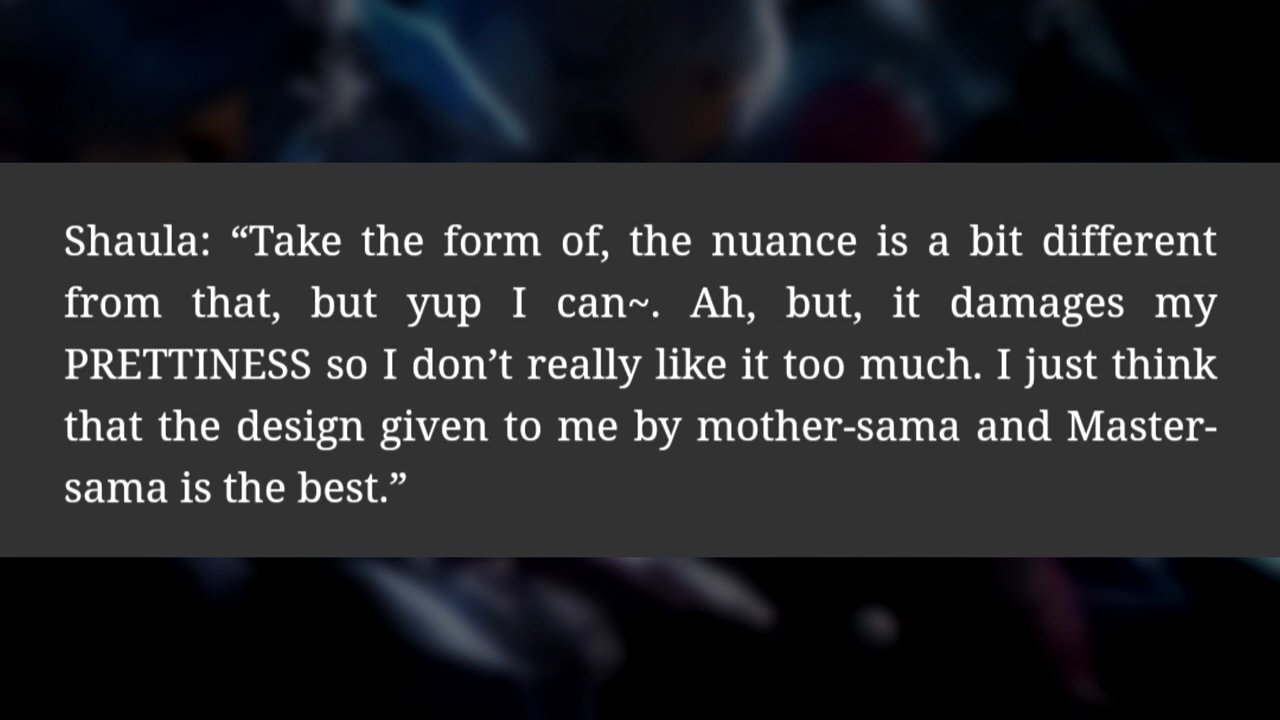 Shaula: “Take the form of, the nuance is a bit different
from that, but yup I can~. Ah, but, it damages my
PRETTINESS so I don’t really like it too much. I just think
that the design given to me by mother-sama and Master-
sama is the best.”